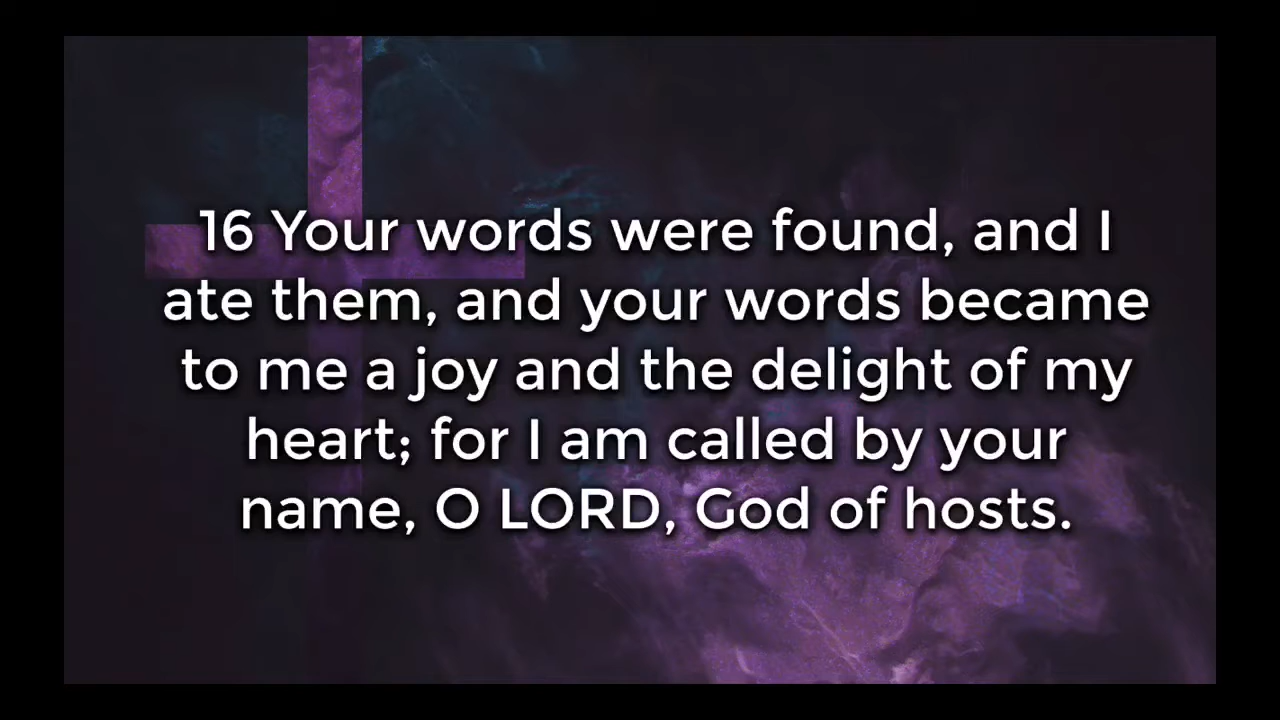 16 Your words were found, and I
ate them, and your words became
to me a joy and the delight of my
heart; for I am called by your
name, O LORD, God of hosts.